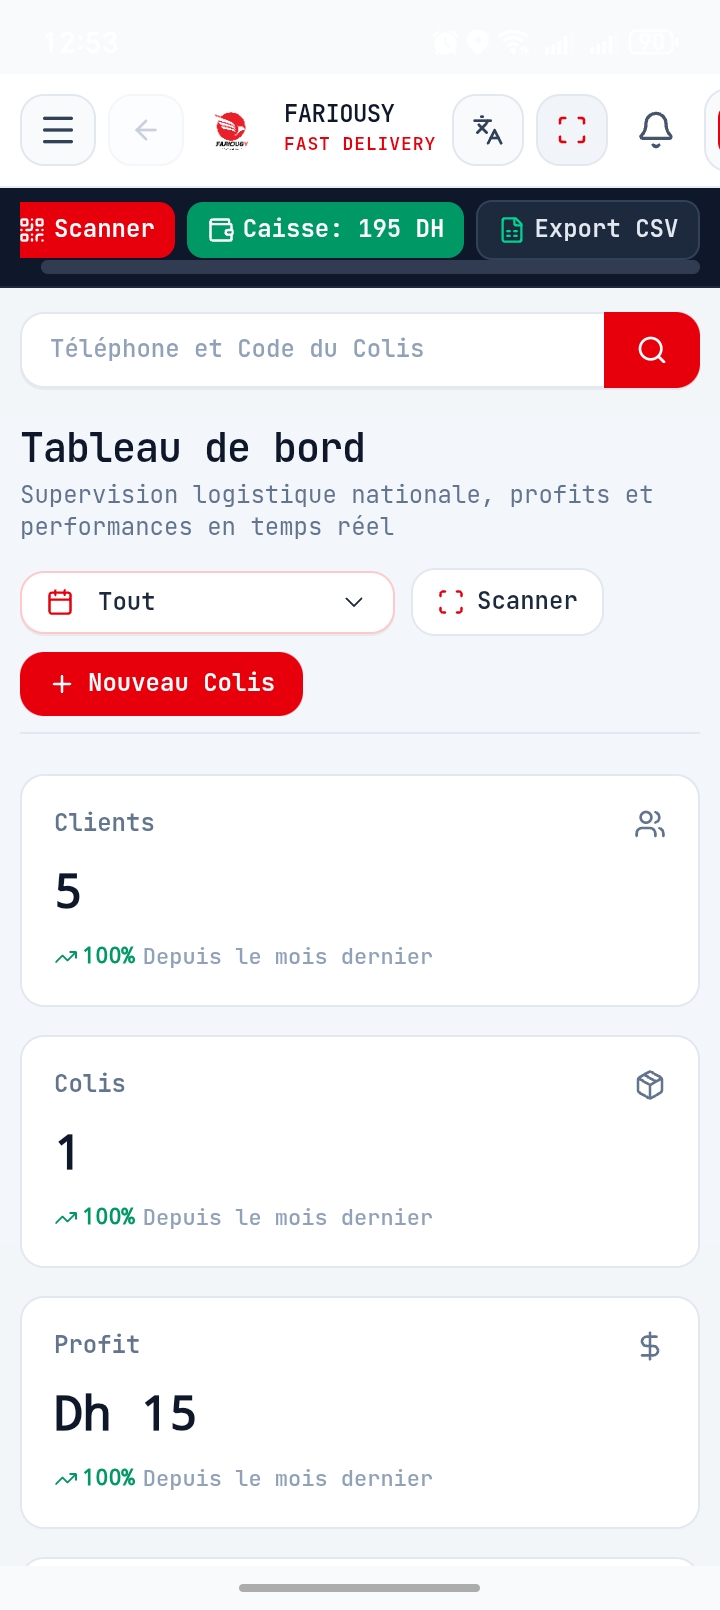 12:53
90
FARIOUSY
FAST DELIVERY
Scanner
Caisse: 195 DH
Export CSV
Téléphone et Code du Colis
Tableau de bord
Supervision logistique nationale, profits et
performances en temps réel
Tout
Scanner
+ Nouveau Colis
Clients
5
100% Depuis le mois dernier
Colis
1
100% Depuis le mois dernier
Profit
$
Dh 15
100% Depuis le mois dernier